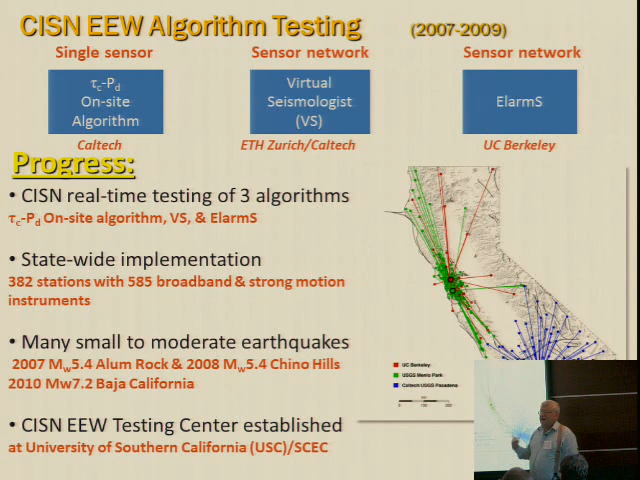 CISN EEW Algorithm Testing (2007-2009)
Single sensor
Sensor network
Sensor network
τc-Pd
On-site
Algorithm
Virtual
Seismologist
(VS)
ElarmS
Caltech
ETH Zurich/Caltech
UC Berkeley
Progress:
• CISN real-time testing of 3 algorithms
τc-Pd On-site algorithm, VS, & ElarmS
• State-wide implementation
382 stations with 585 broadband & strong motion
instruments
• Many small to moderate earthquakes
2007 Mw5.4 Alum Rock & 2008 Mw5.4 Chino Hills
2010 Mw7.2 Baja California
• CISN EEW Testing Center established
at University of Southern California (USC)/SCEC
UC Berkeley
USGS Menlo Park
Caltech USGS Pasadena